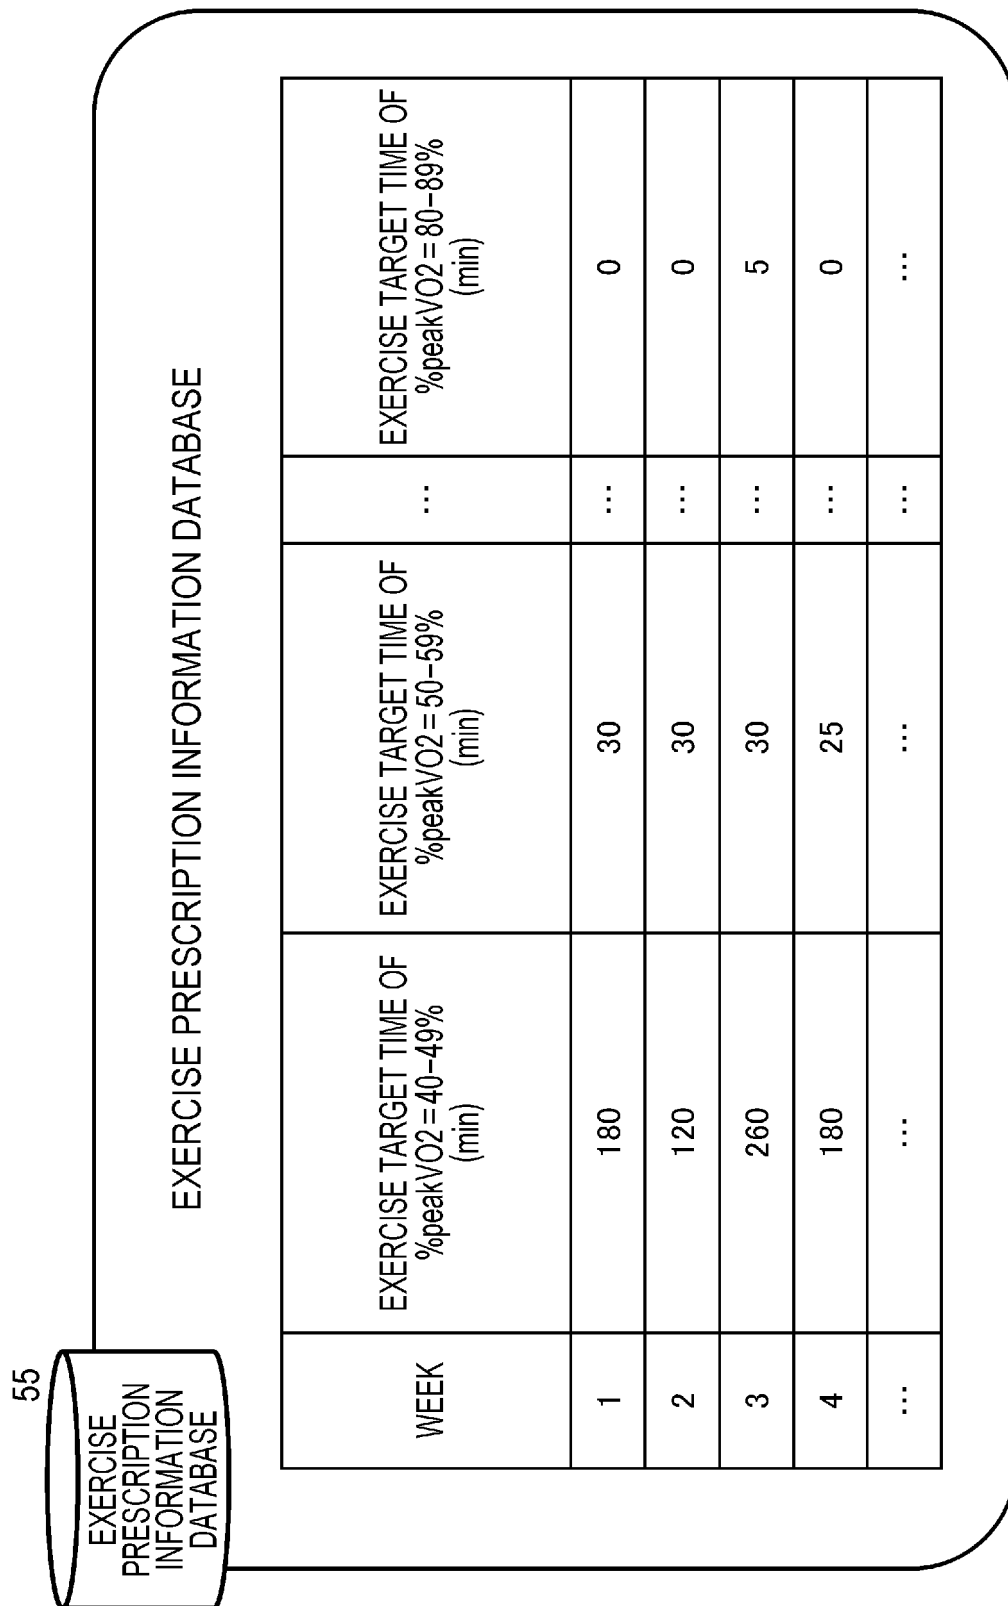 55
EXERCISE
PRESCRIPTION
INFORMATION
DATABASE
EXERCISE PRESCRIPTION INFORMATION DATABASE
WEEK
EXERCISE TARGET TIME OF
%peakVO2=40-49%
(min)
EXERCISE TARGET TIME OF
%peakVO2=50-59%
(min)
...
EXERCISE TARGET TIME OF
%peakVO2=80-89%
(min)
1 180 30 ... 0
2 120 30 ... 0
3 260 30 ... 5
4 180 25 ... 0
... ... ... ... ...